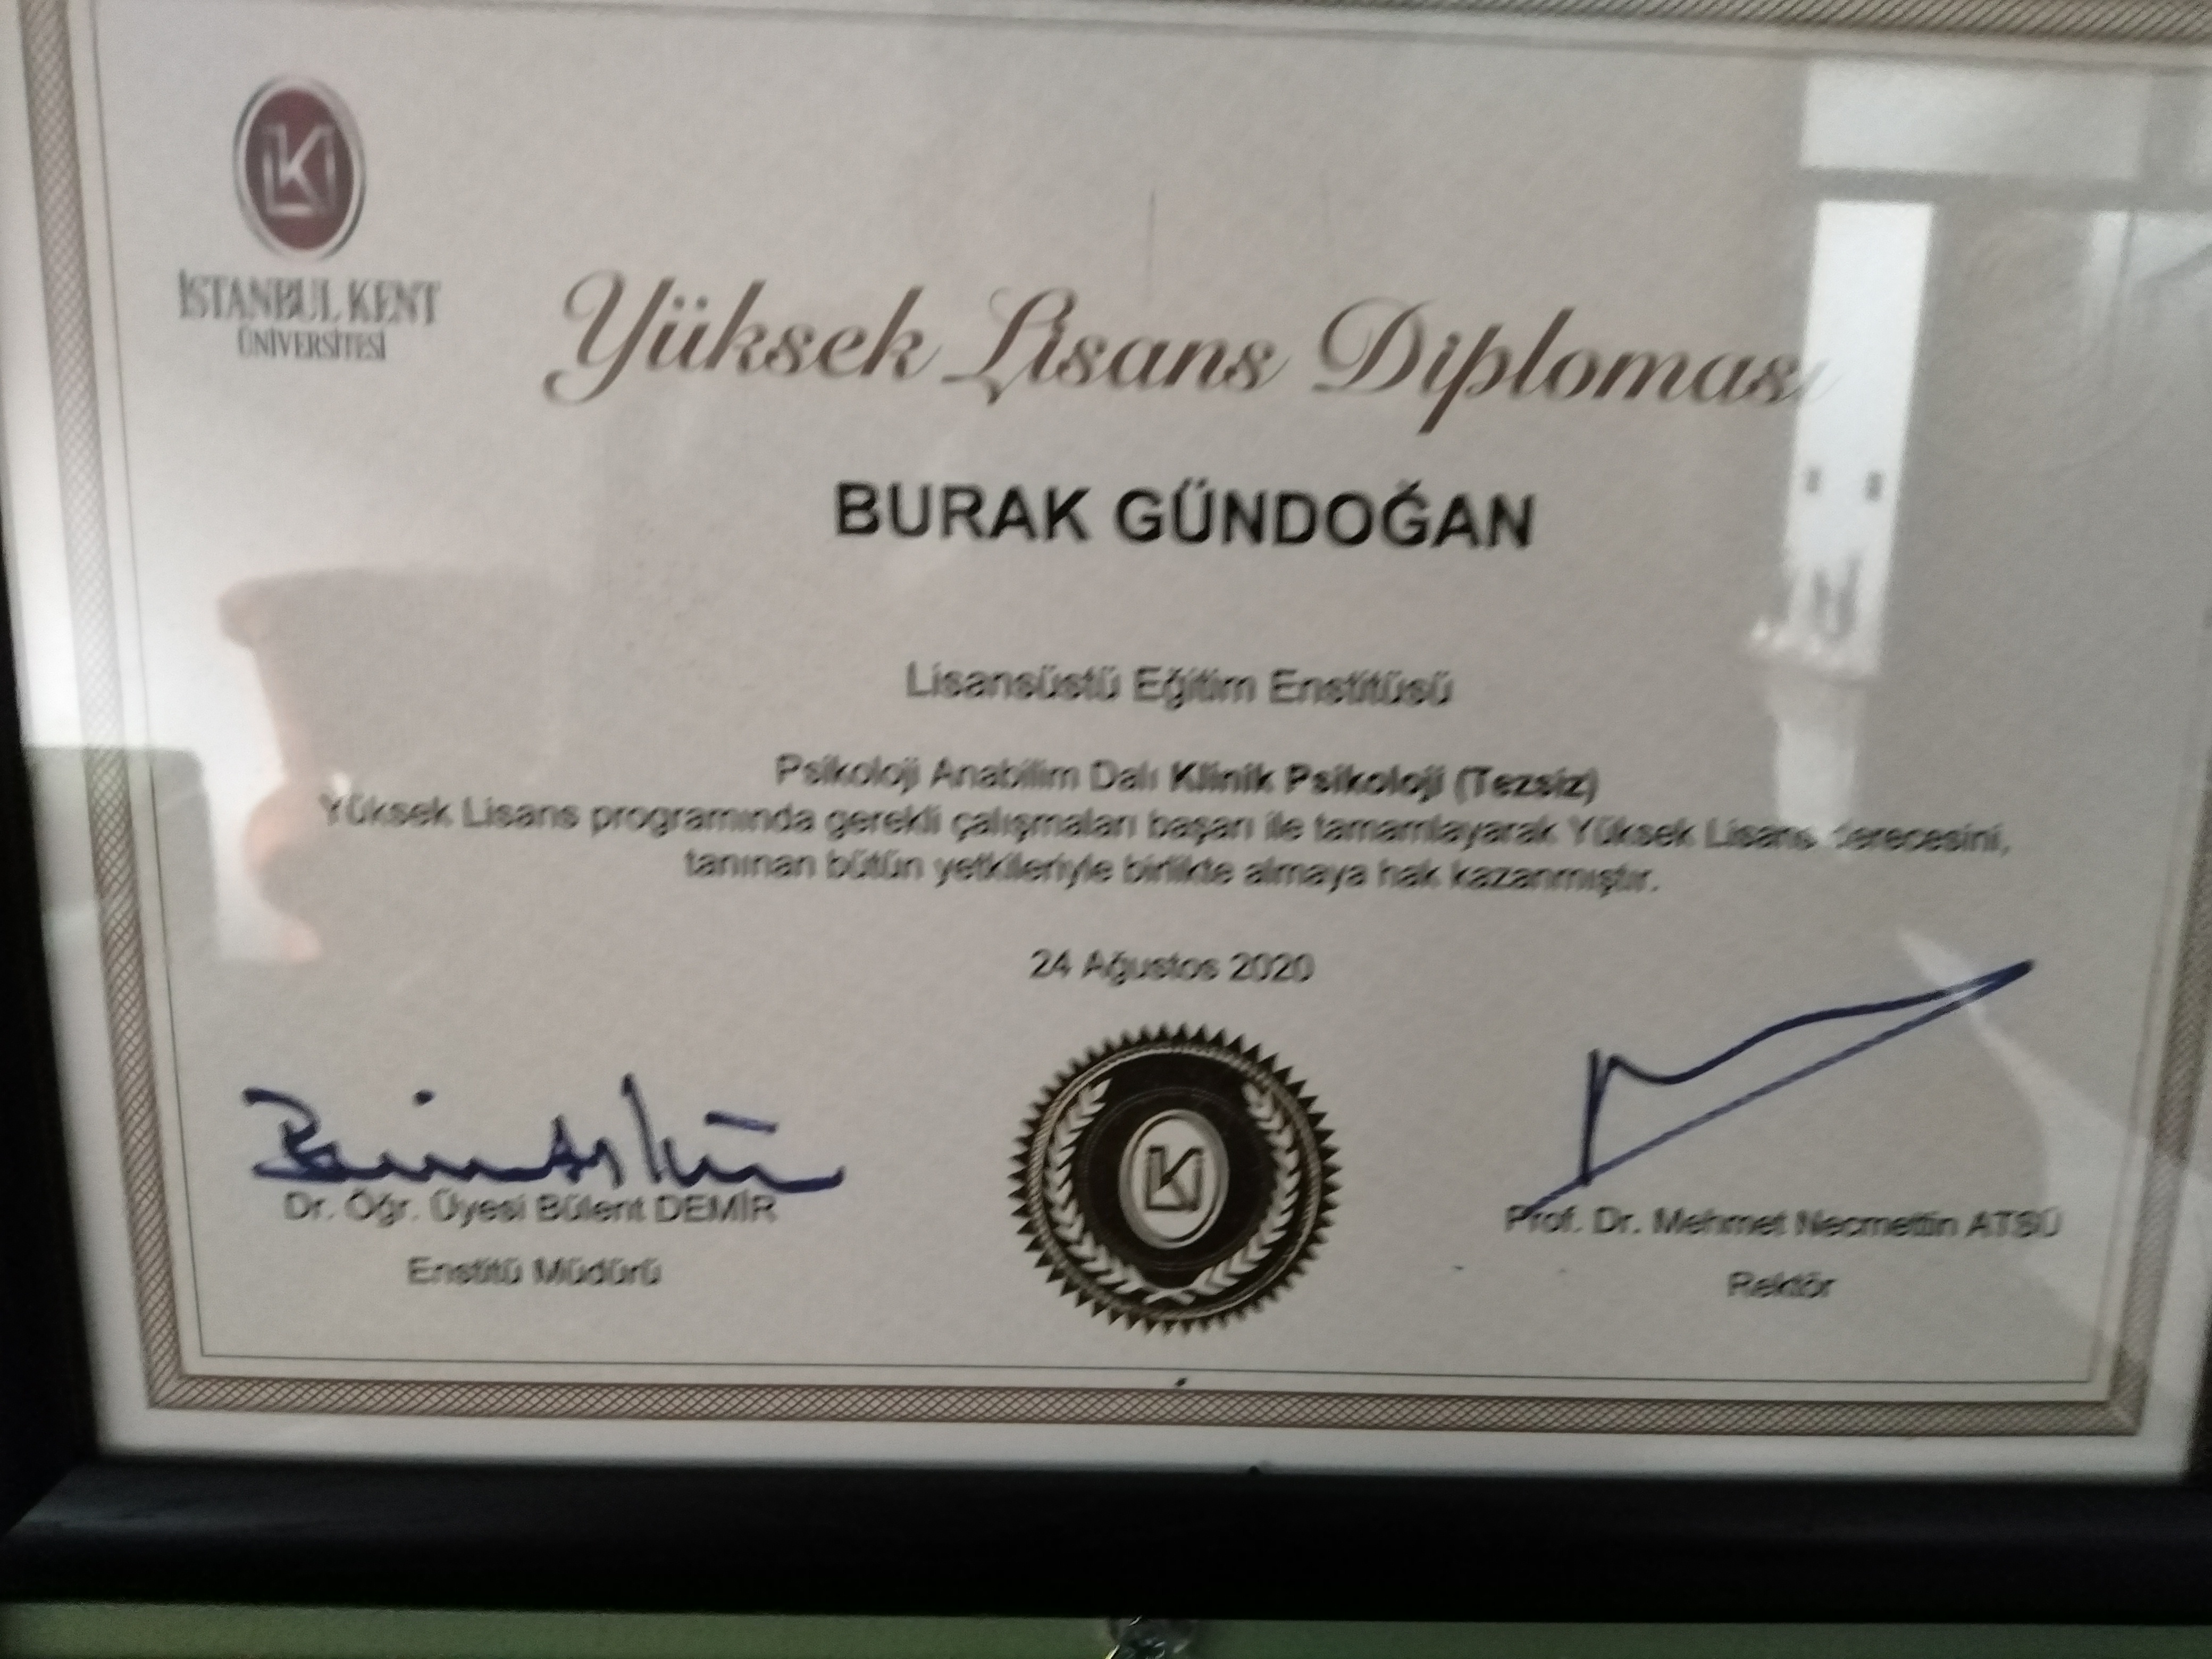 İSTANBUL KENT
ÜNİVERSİTESİ
Yüksek Lisans Diploması
BURAK GÜNDOĞAN
Lisansüstü Eğitim Enstitüsü
Psikoloji Anabilim Dalı Klinik Psikoloji (Tezsiz)
Yüksek Lisans programında gerekli çalışmaları başarı ile tamamlayarak Yüksek Lisans derecesini,
tanınan bütün yetkileriyle birlikte almaya hak kazanmıştır.
24 Ağustos 2020
Dr. Öğr. Üyesi Bülent DEMİR
Enstitü Müdürü
Prof. Dr. Mehmet Necmettin ATSÜ
Rektör